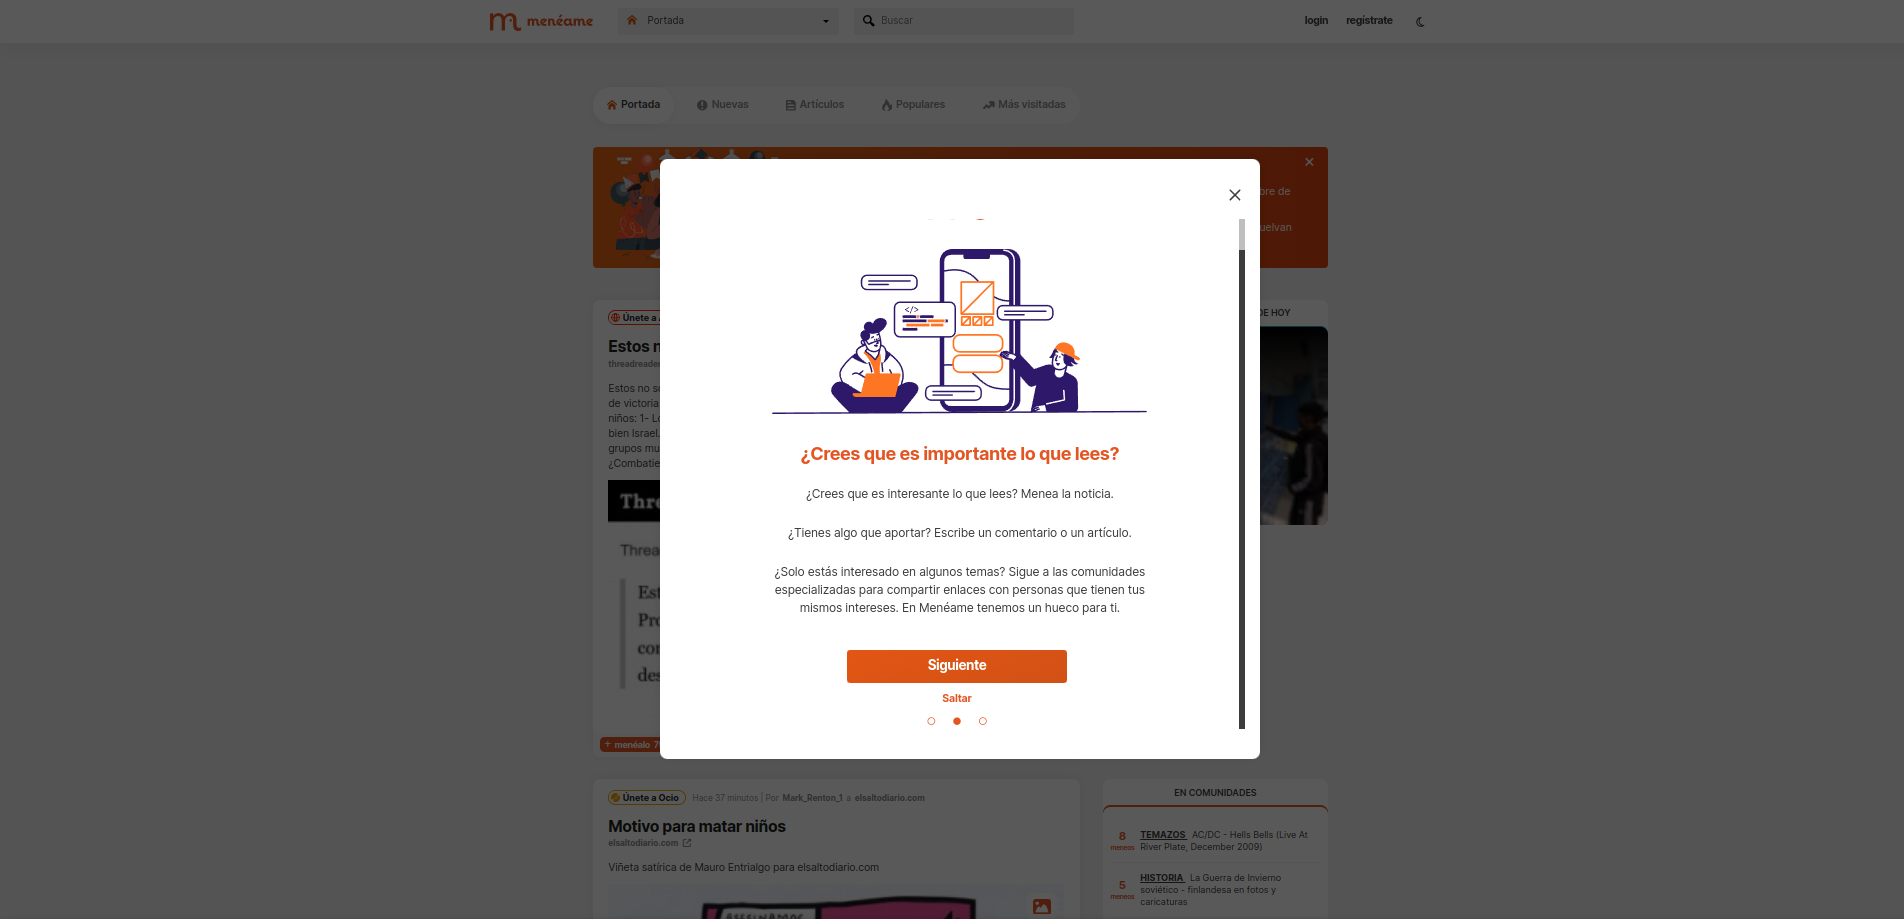 menéame
Portada
Buscar
login
regístrate
Portada
Nuevas
Artículos
Populares
Más visitadas
bre de
uelvan
</>
¿Crees que es importante lo que lees?
¿Crees que es interesante lo que lees? Menea la noticia.
¿Tienes algo que aportar? Escribe un comentario o un artículo.
¿Solo estás interesado en algunos temas? Sigue a las comunidades
especializadas para compartir enlaces con personas que tienen tus
mismos intereses. En Menéame tenemos un hueco para ti.
Siguiente
Saltar
Únete a
Estos n
threadreade
Estos no s
de victoria
niños: 1- L
bien Israel.
grupos mu
¿Combatie
Thre
Threa
Est
Pro
con
des
menéalo 7
DE HOY
Únete a Ocio Hace 37 minutos | Por Mark_Renton_1 a elsaltodiario.com
Motivo para matar niños
elsaltodiario.com
Viñeta satírica de Mauro Entrialgo para elsaltodiario.com
ASESINAMOS
EN COMUNIDADES
8 meneos
TEMAZOS AC/DC - Hells Bells (Live At
River Plate, December 2009)
5 meneos
HISTORIA La Guerra de Invierno
soviético - finlandesa en fotos y
caricaturas